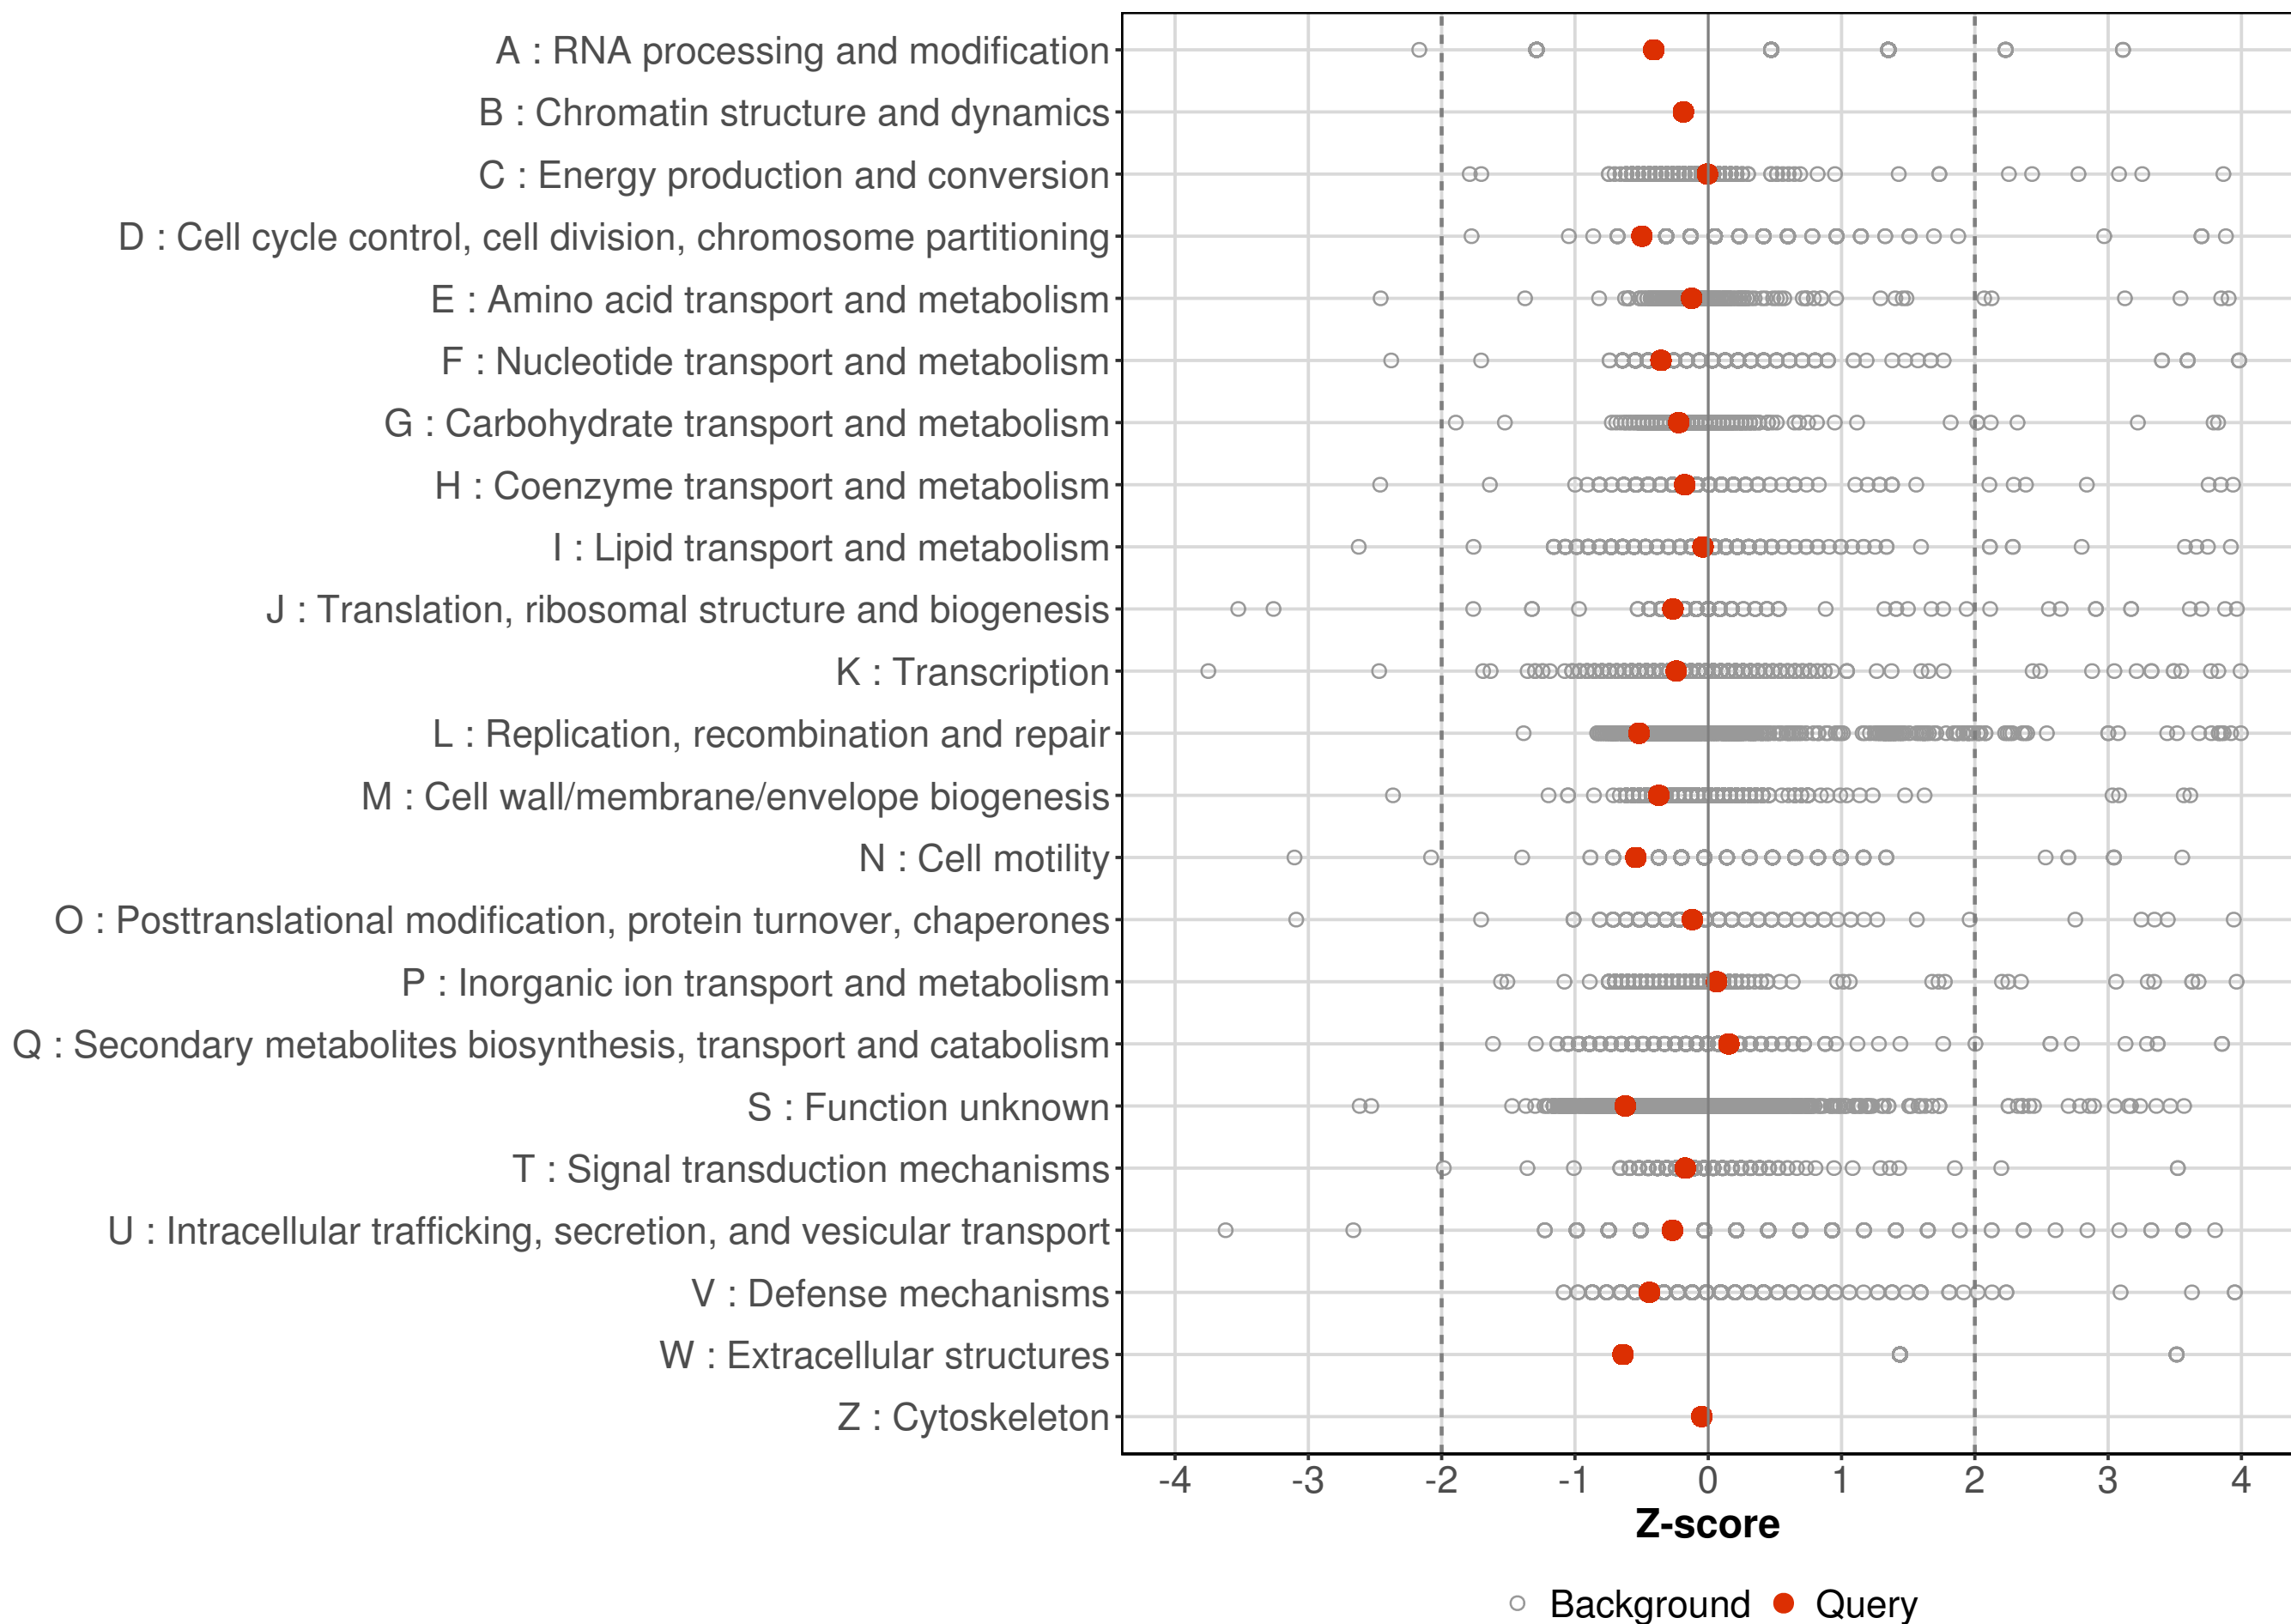 A : RNA processing and modification
B : Chromatin structure and dynamics
C : Energy production and conversion
D : Cell cycle control, cell division, chromosome partitioning
E : Amino acid transport and metabolism
F : Nucleotide transport and metabolism
G : Carbohydrate transport and metabolism
H : Coenzyme transport and metabolism
I : Lipid transport and metabolism
J : Translation, ribosomal structure and biogenesis
K : Transcription
L : Replication, recombination and repair
M : Cell wall/membrane/envelope biogenesis
N : Cell motility
O : Posttranslational modification, protein turnover, chaperones
P : Inorganic ion transport and metabolism
Q : Secondary metabolites biosynthesis, transport and catabolism
S : Function unknown
T : Signal transduction mechanisms
U : Intracellular trafficking, secretion, and vesicular transport
V : Defense mechanisms
W : Extracellular structures
Z : Cytoskeleton
-4 -3 -2 -1 0 1 2 3 4
Z-score
Background Query